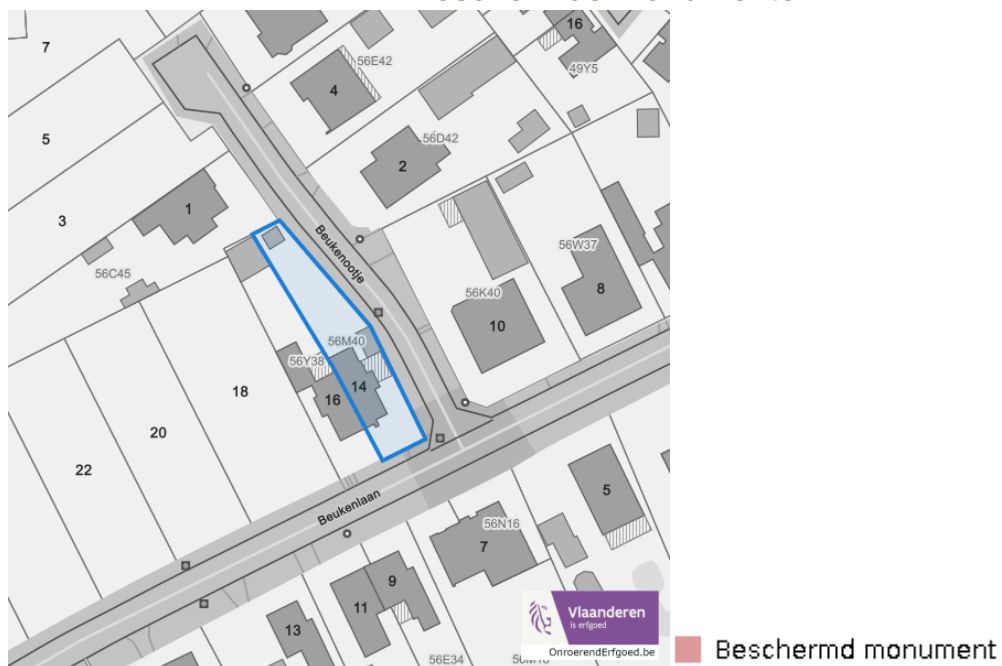 16
7
56E42
49Y5
4
5
56D42
2
1
3
Beukenootje
56C45
56W37
56K40
8
10
56M40
56Y38
14
18
16
20
22
5
Beukenlaan
56N16
7
9
11
13
Vlaanderen
is erfgoed
OnroerendErfgoed.be
56E34
Beschermd monument